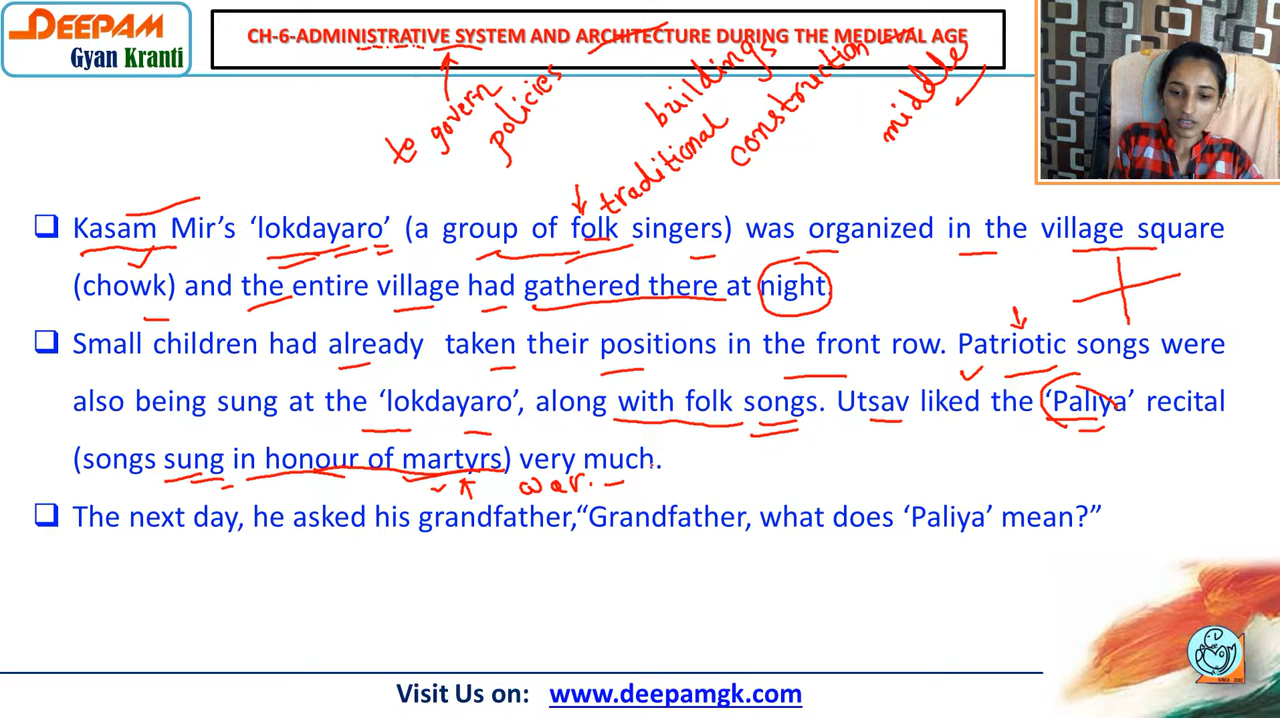 DEEPAM
Gyan Kranti
CH-6-ADMINISTRATIVE SYSTEM AND ARCHITECTURE DURING THE MEDIEVAL AGE
to govern
policies
buildings
construction
traditional
middle
❑ Kasam Mir’s ‘lokdayaro’ (a group of folk singers) was organized in the village square
(chowk) and the entire village had gathered there at night.
❑ Small children had already taken their positions in the front row. Patriotic songs were
also being sung at the ‘lokdayaro’, along with folk songs. Utsav liked the ‘Paliya’ recital
(songs sung in honour of martyrs) very much.
war.
❑ The next day, he asked his grandfather,“Grandfather, what does ‘Paliya’ mean?”
SINCE 2002
Visit Us on: www.deepamgk.com